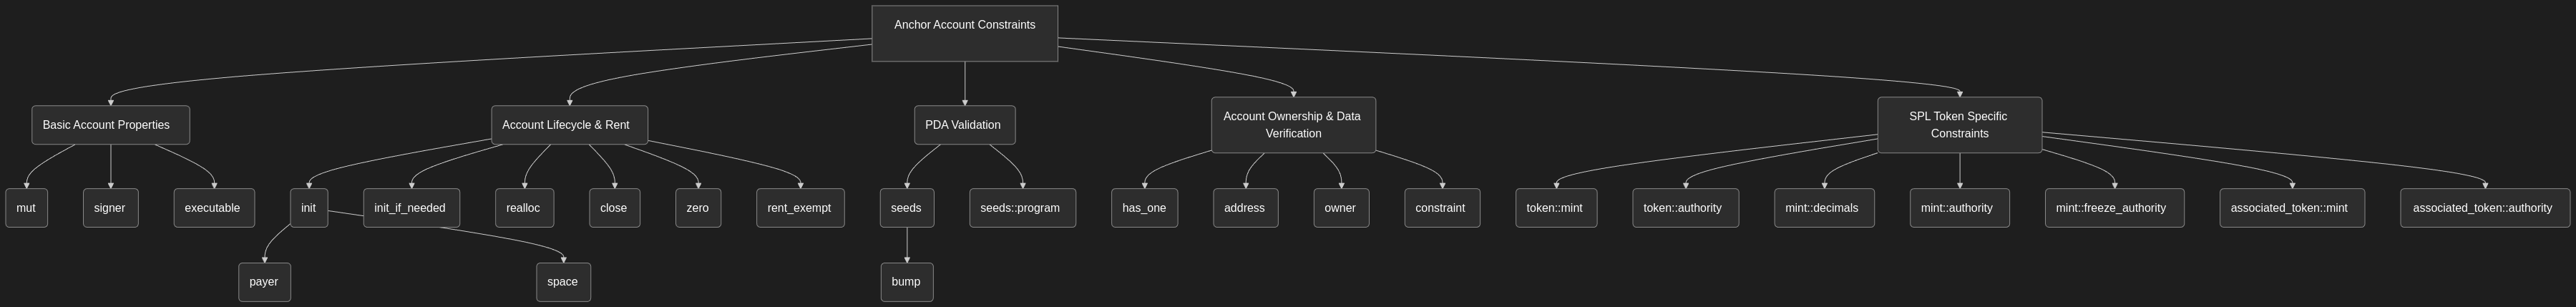 Anchor Account Constraints
Basic Account Properties
Account Lifecycle & Rent
PDA Validation
Account Ownership & Data
Verification
SPL Token Specific
Constraints
mut
signer
executable
init
init_if_needed
realloc
close
zero
rent_exempt
seeds
seeds::program
has_one
address
owner
constraint
token::mint
token::authority
mint::decimals
mint::authority
mint::freeze_authority
associated_token::mint
associated_token::authority
payer
space
bump